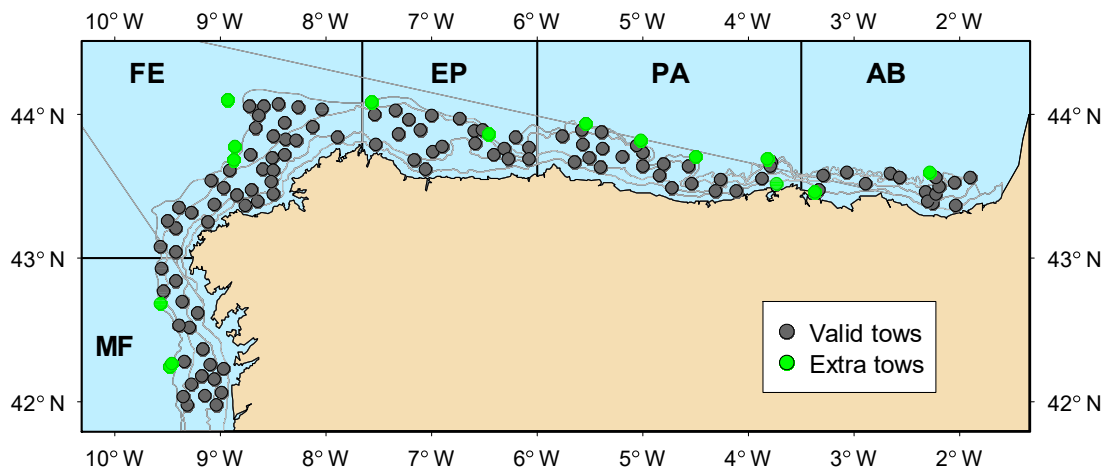 10° W 9° W 8° W 7° W 6° W 5° W 4° W 3° W 2° W
FE EP PA AB
44° N 44° N
43° N 43° N
MF
Valid tows
Extra tows
42° N 42° N
10° W 9° W 8° W 7° W 6° W 5° W 4° W 3° W 2° W